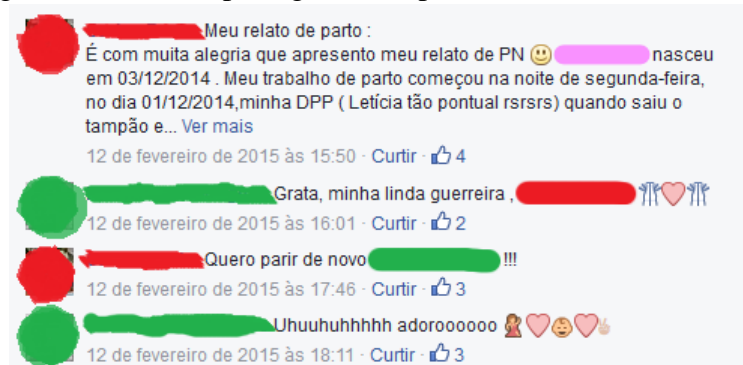 Meu relato de parto :
É com muita alegria que apresento meu relato de PN nasceu
em 03/12/2014 . Meu trabalho de parto começou na noite de segunda-feira,
no dia 01/12/2014,minha DPP ( Letícia tão pontual rsrsrs) quando saiu o
tampão e... Ver mais
12 de fevereiro de 2015 às 15:50 · Curtir · 4
Grata, minha linda guerreira ,
12 de fevereiro de 2015 às 16:01 · Curtir · 2
Quero parir de novo !!!
12 de fevereiro de 2015 às 17:46 · Curtir · 3
Uhuuhuhhhhh adoroooooo
12 de fevereiro de 2015 às 18:11 · Curtir · 3